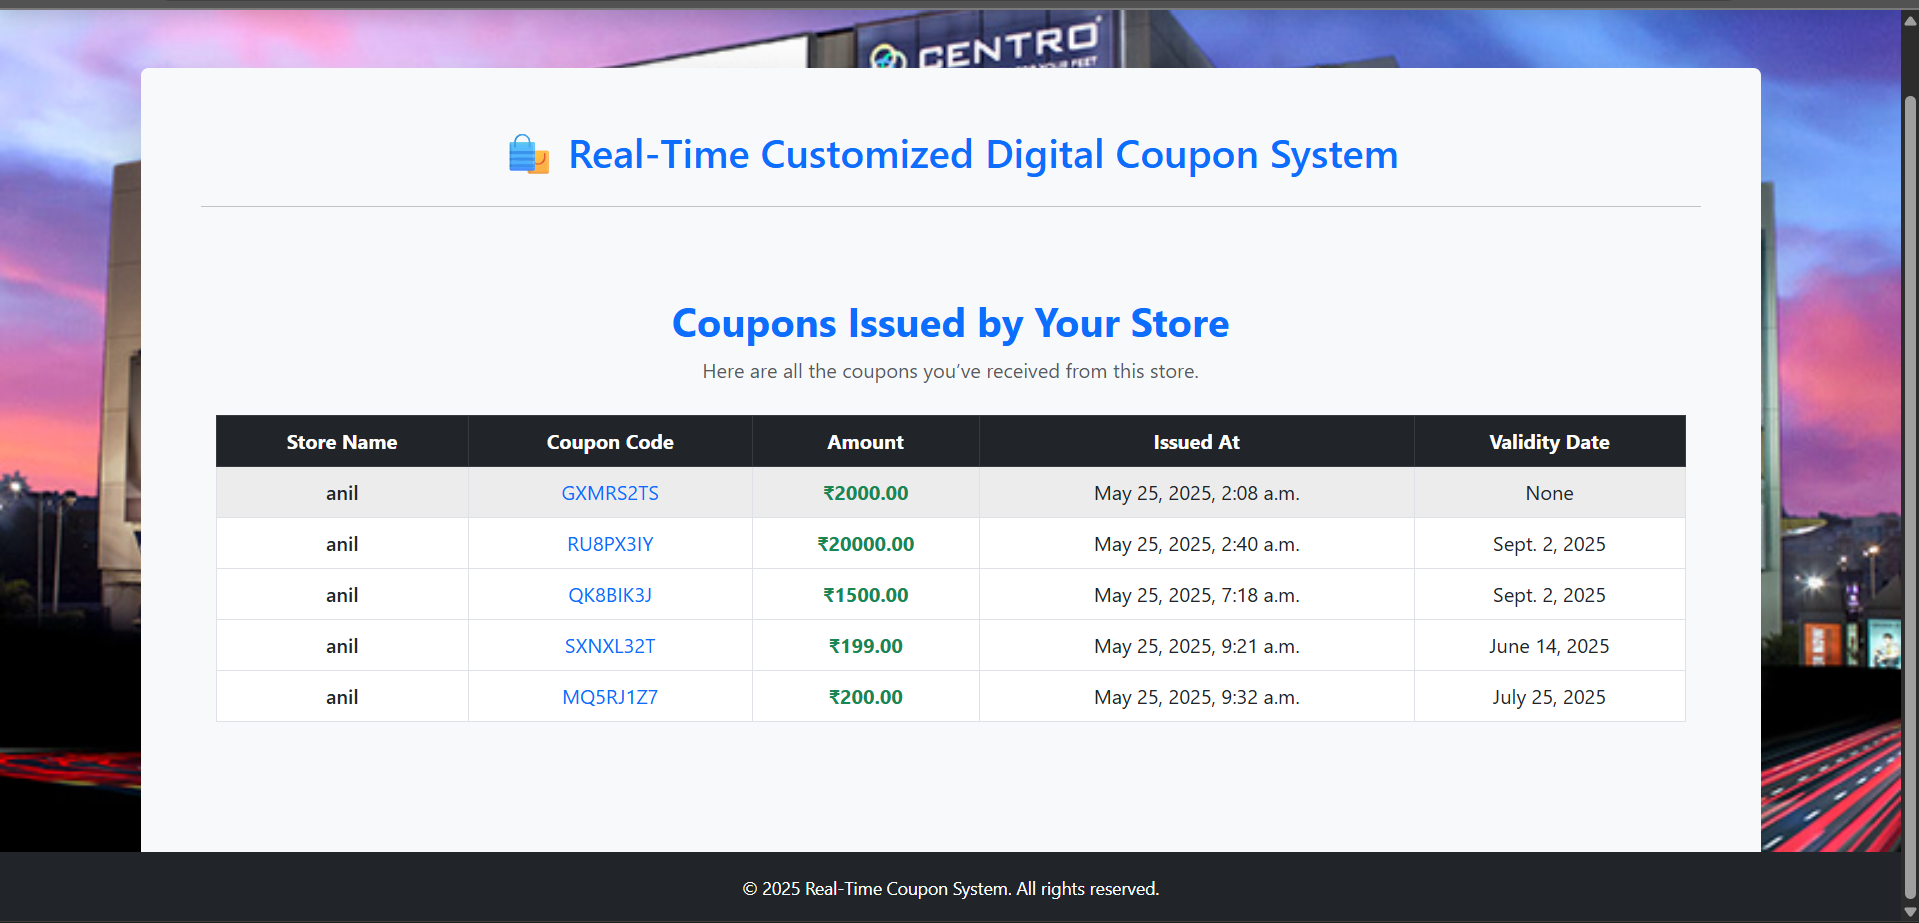 CENTRO
YOUR FEET
Real-Time Customized Digital Coupon System
Coupons Issued by Your Store
Here are all the coupons you’ve received from this store.
Store Name Coupon Code Amount Issued At Validity Date
anil GXMRS2TS ₹2000.00 May 25, 2025, 2:08 a.m. None
anil RU8PX3IY ₹20000.00 May 25, 2025, 2:40 a.m. Sept. 2, 2025
anil QK8BIK3J ₹1500.00 May 25, 2025, 7:18 a.m. Sept. 2, 2025
anil SXNXL32T ₹199.00 May 25, 2025, 9:21 a.m. June 14, 2025
anil MQ5RJ1Z7 ₹200.00 May 25, 2025, 9:32 a.m. July 25, 2025
© 2025 Real-Time Coupon System. All rights reserved.